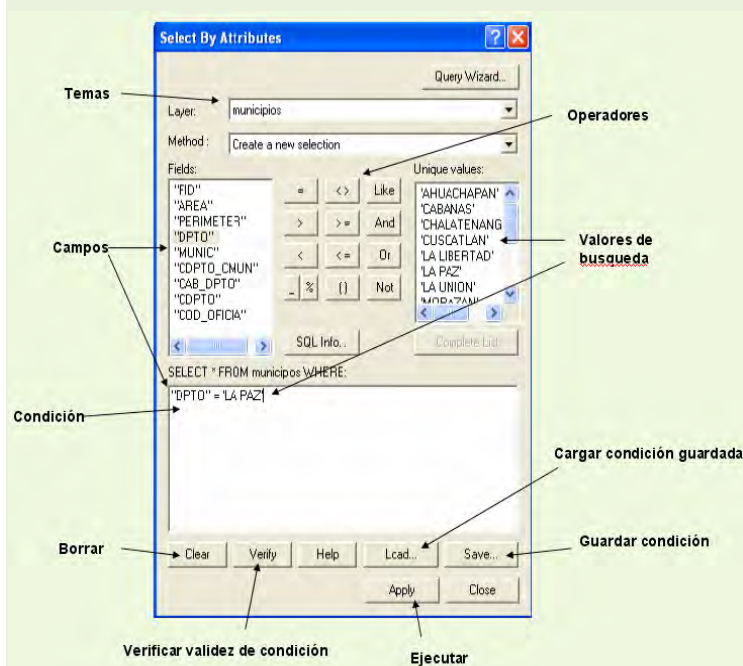 Select By Attributes
Query Wizard...
Temas
Layer: municipios
Operadores
Method: Create a new selection
Fields:
Unique values:
"FID"
"AREA"
"PERIMETER"
"DPTO"
"MUNIC"
"CDPTO_CMUN"
"CAB_DPTO"
"CDPTO"
"COD_OFICIA"
= <> Like
> >= And
< <= Or
_ % () Not
'AHUACHAPAN'
'CABANAS'
'CHALATENANG
'CUSCATLAN'
'LA LIBERTAD'
'LA PAZ'
'LA UNION'
'MORAZAN'
Campos
Valores de
busqueda
SQL Info...
Complete List
SELECT * FROM municipos WHERE:
"DPTO" = 'LA PAZ'
Condición
Cargar condición guardada
Borrar
Guardar condición
Clear Verify Help Load... Save...
Apply Close
Verificar validez de condición
Ejecutar